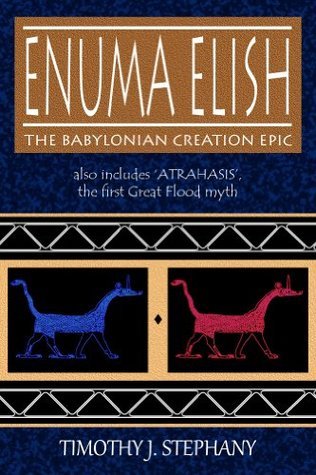 ENUMA ELISH
THE BABYLONIAN CREATION EPIC
also includes 'ATRAHASIS',
the first Great Flood myth
TIMOTHY J. STEPHANY